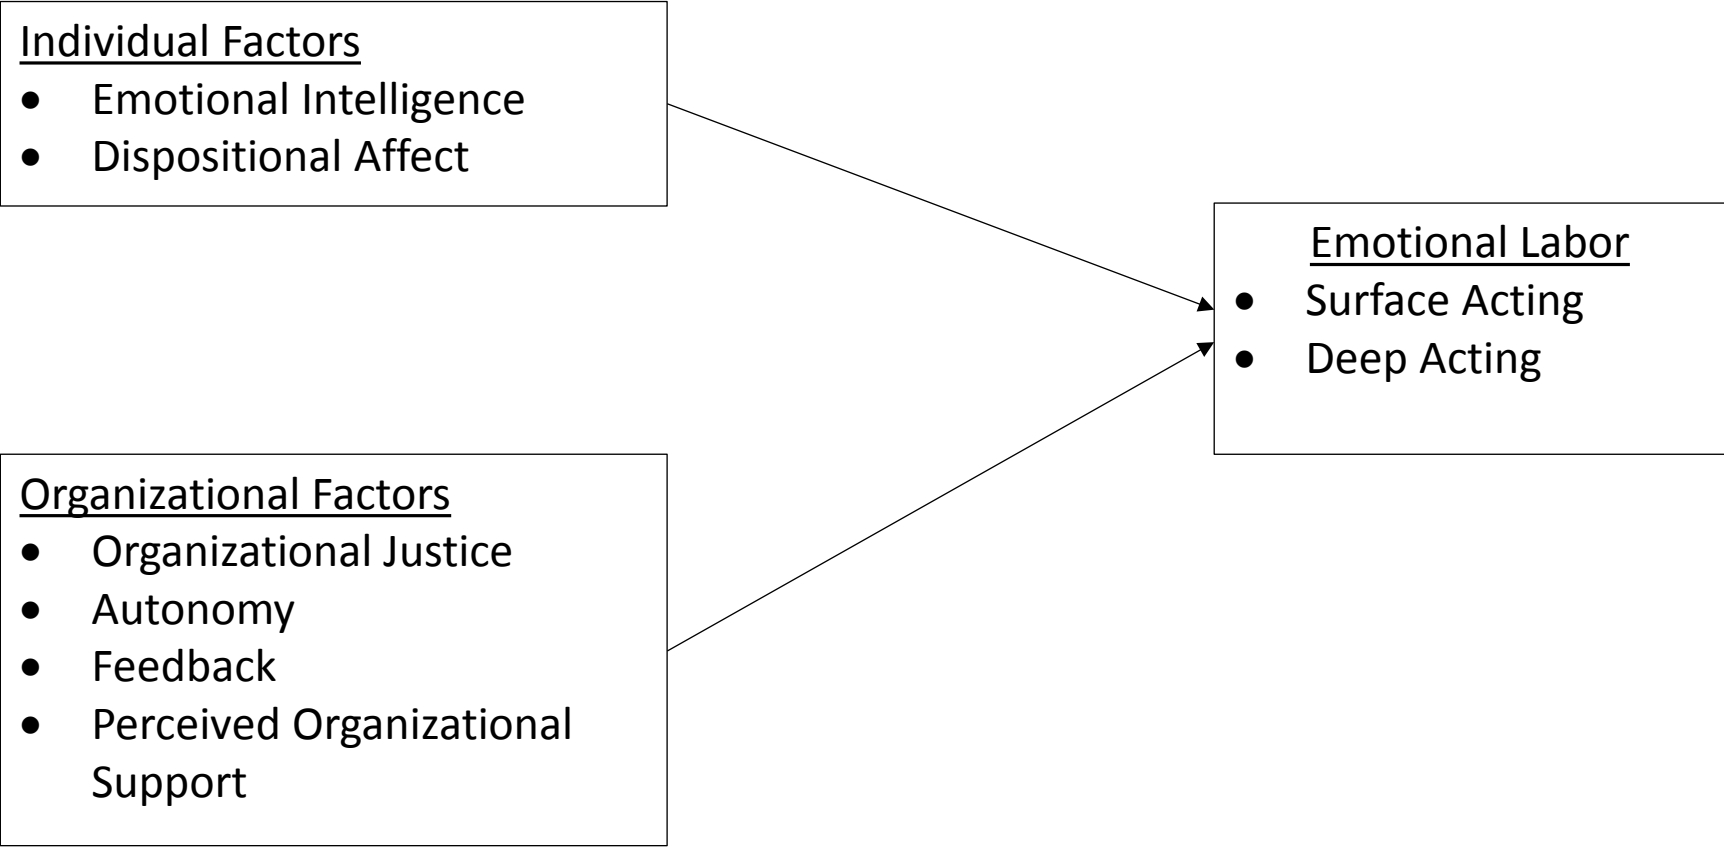 Individual Factors
• Emotional Intelligence
• Dispositional Affect
Emotional Labor
• Surface Acting
• Deep Acting
Organizational Factors
• Organizational Justice
• Autonomy
• Feedback
• Perceived Organizational
Support